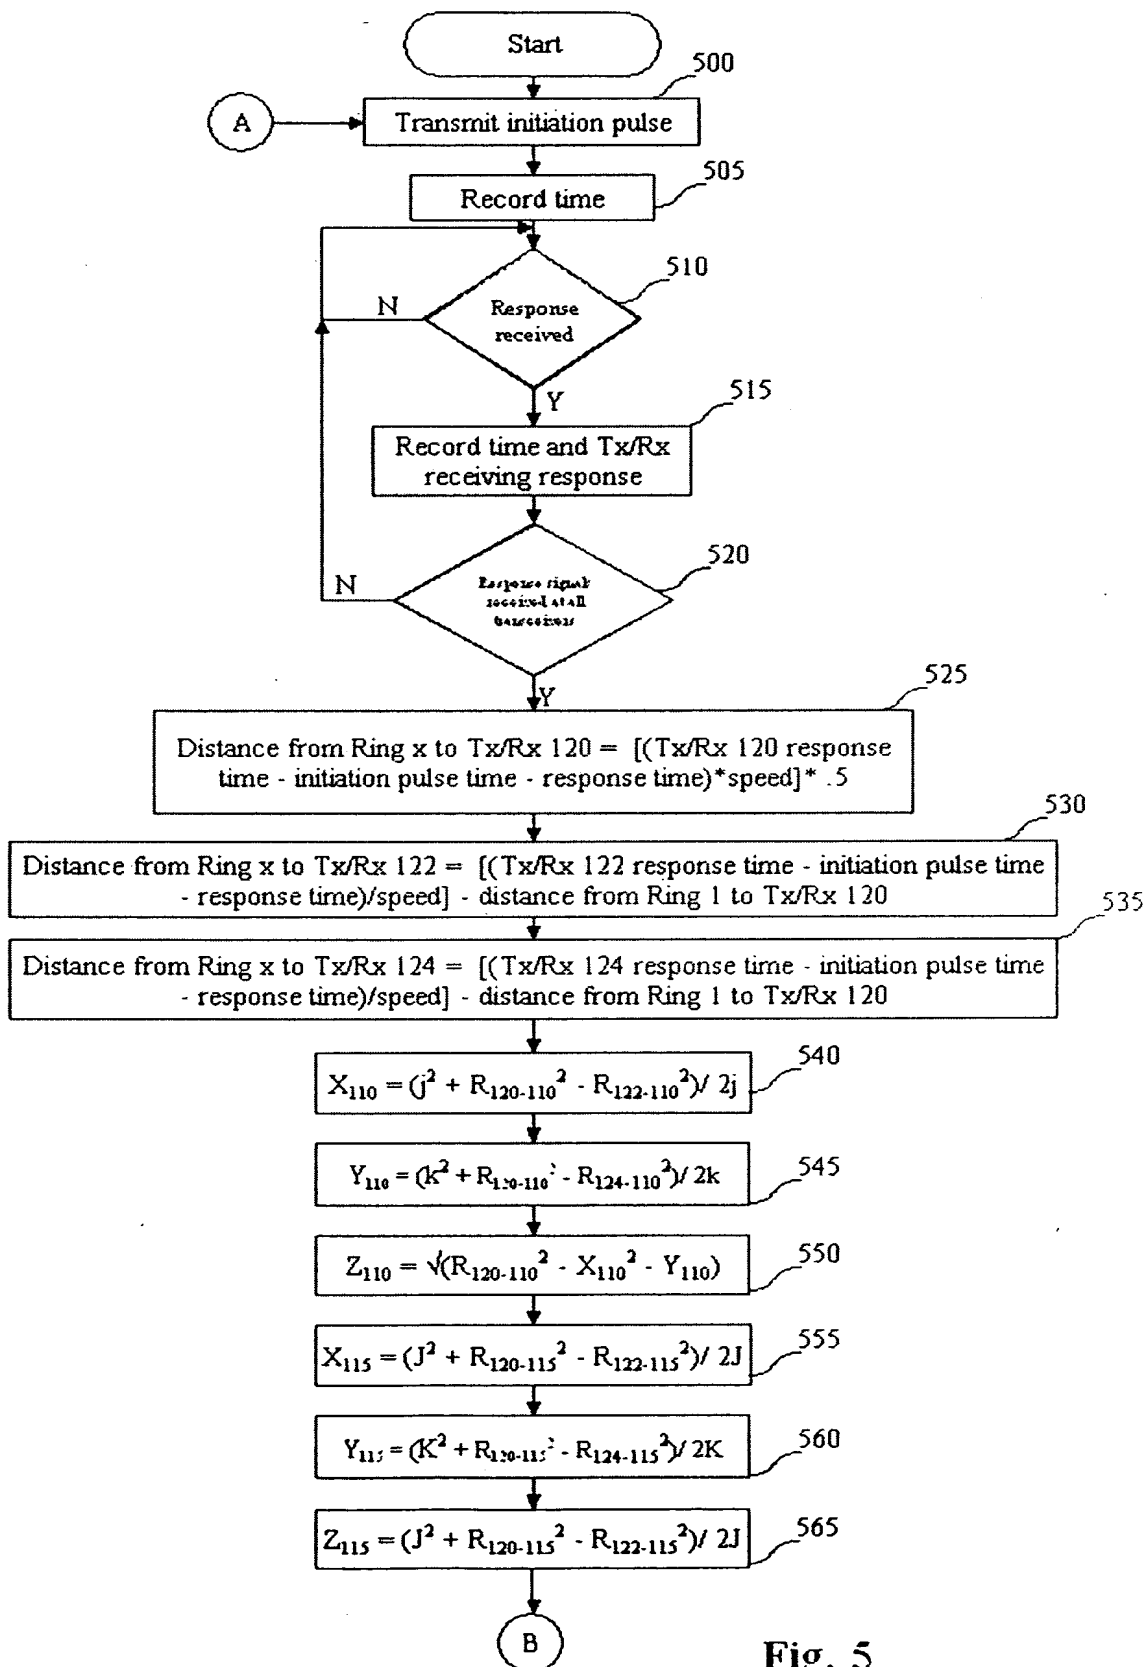 Start
500
A
Transmit initiation pulse
505
Record time
510
N
Response
received
Y
515
Record time and Tx/Rx
receiving response
520
N
Response signals
received at all
transceivers
Y
525
Distance from Ring x to Tx/Rx 120 = [(Tx/Rx 120 response
time - initiation pulse time - response time)*speed]* .5
530
Distance from Ring x to Tx/Rx 122 = [(Tx/Rx 122 response time - initiation pulse time
- response time)/speed] - distance from Ring 1 to Tx/Rx 120
535
Distance from Ring x to Tx/Rx 124 = [(Tx/Rx 124 response time - initiation pulse time
- response time)/speed] - distance from Ring 1 to Tx/Rx 120
540
X₁₁₀ = (j² + R₁₂₀₋₁₁₀² - R₁₂₂₋₁₁₀²)/ 2j
545
Y₁₁₀ = (k² + R₁₂₀₋₁₁₀² - R₁₂₄₋₁₁₀²)/ 2k
550
Z₁₁₀ = √(R₁₂₀₋₁₁₀² - X₁₁₀² - Y₁₁₀)
555
X₁₁₅ = (J² + R₁₂₀₋₁₁₅² - R₁₂₂₋₁₁₅²)/ 2J
560
Y₁₁₅ = (K² + R₁₂₀₋₁₁₅² - R₁₂₄₋₁₁₅²)/ 2K
565
Z₁₁₅ = (J² + R₁₂₀₋₁₁₅² - R₁₂₂₋₁₁₅²)/ 2J
B
Fig. 5